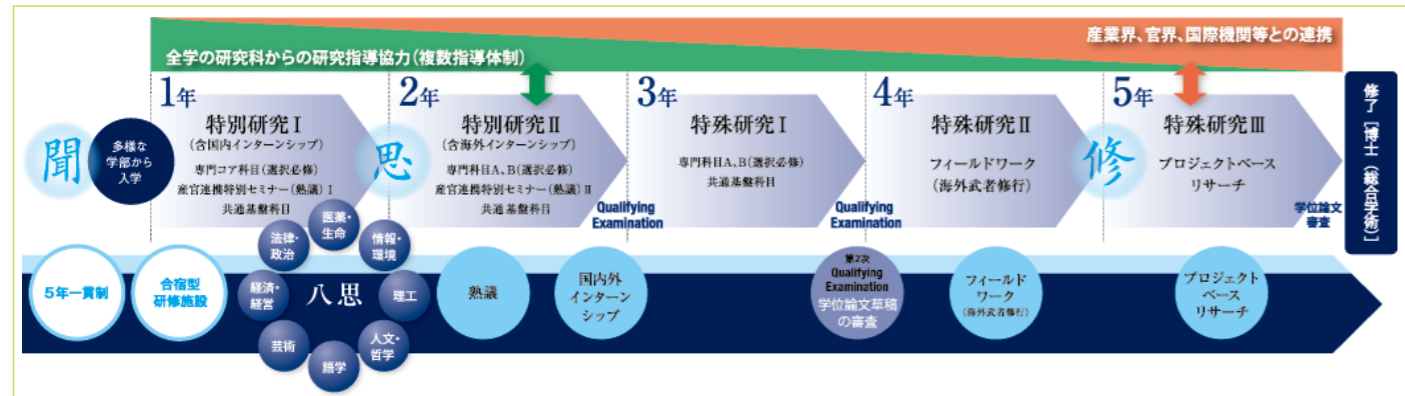 産業界、官界、国際機関等との連携
全学の研究科からの研究指導協力(複数指導体制)
聞
多様な
学部から
入学
1年
特別研究Ⅰ
(含国内インターンシップ)
専門コア科目(選択必修)
産官連携特別セミナー(熟議)Ⅰ
共通基盤科目
思
2年
特別研究Ⅱ
(含海外インターンシップ)
専門科目A、B(選択必修)
産官連携特別セミナー(熟議)Ⅱ
共通基盤科目
Qualifying
Examination
3年
特殊研究Ⅰ
専門科目A、B(選択必修)
共通基盤科目
Qualifying
Examination
4年
特殊研究Ⅱ
フィールドワーク
(海外武者修行)
修
5年
特殊研究Ⅲ
プロジェクトベース
リサーチ
学位論文
審査
修了[博士(総合学術)]
5年一貫制
合宿型
研修施設
八思
医薬・
生命
情報・
環境
理工
人文・
哲学
語学
芸術
経済・
経営
法律・
政治
熟議
国内外
インターン
シップ
第2次
Qualifying
Examination
学位論文草稿
の審査
フィールド
ワーク
(海外武者修行)
プロジェクト
ベース
リサーチ